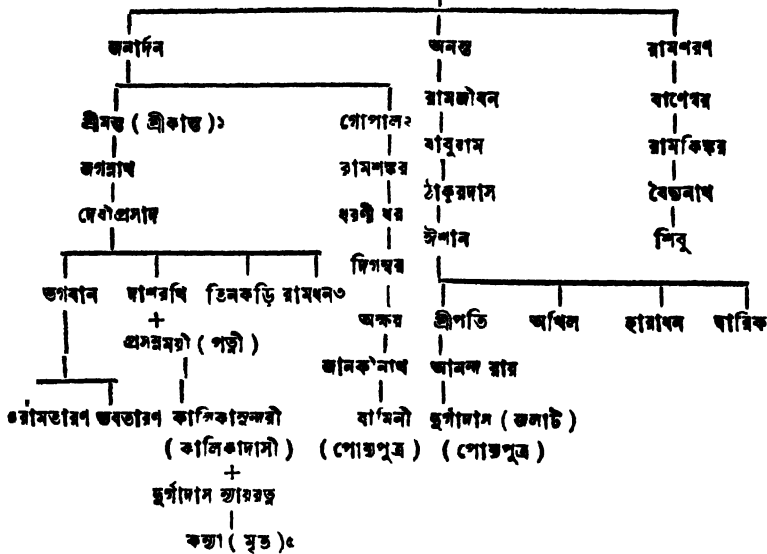 জনার্দন অনন্ত রামশরণ
শ্রীমন্ত ( শ্রীকান্ত )১ গোপাল২ রামজীবন বাণেশ্বর
জগন্নাথ রামশঙ্কর বাবুরাম রামকিঙ্কর
দেবীপ্রসাদ ধরণী ধর ঠাকুরদাস বৈদ্যনাথ
দিগম্বর ঈশান শিবু
ভগবান দাশরথি তিনকড়ি রামধন৩ অক্ষয় শ্রীপতি অখিল হারাধন দ্বারিক
+
প্রসন্নময়ী ( পত্নী ) জানকীনাথ আনন্দ রায়
৪রামতারণ ভবতারণ কালিকাসুন্দরী যামিনী দুর্গাদাস ( জলাট )
( কালিকাদাসী ) ( পোষ্যপুত্র ) ( পোষ্যপুত্র )
+
দুর্গাদাস ন্যায়রত্ন
কন্যা ( মৃত )৫